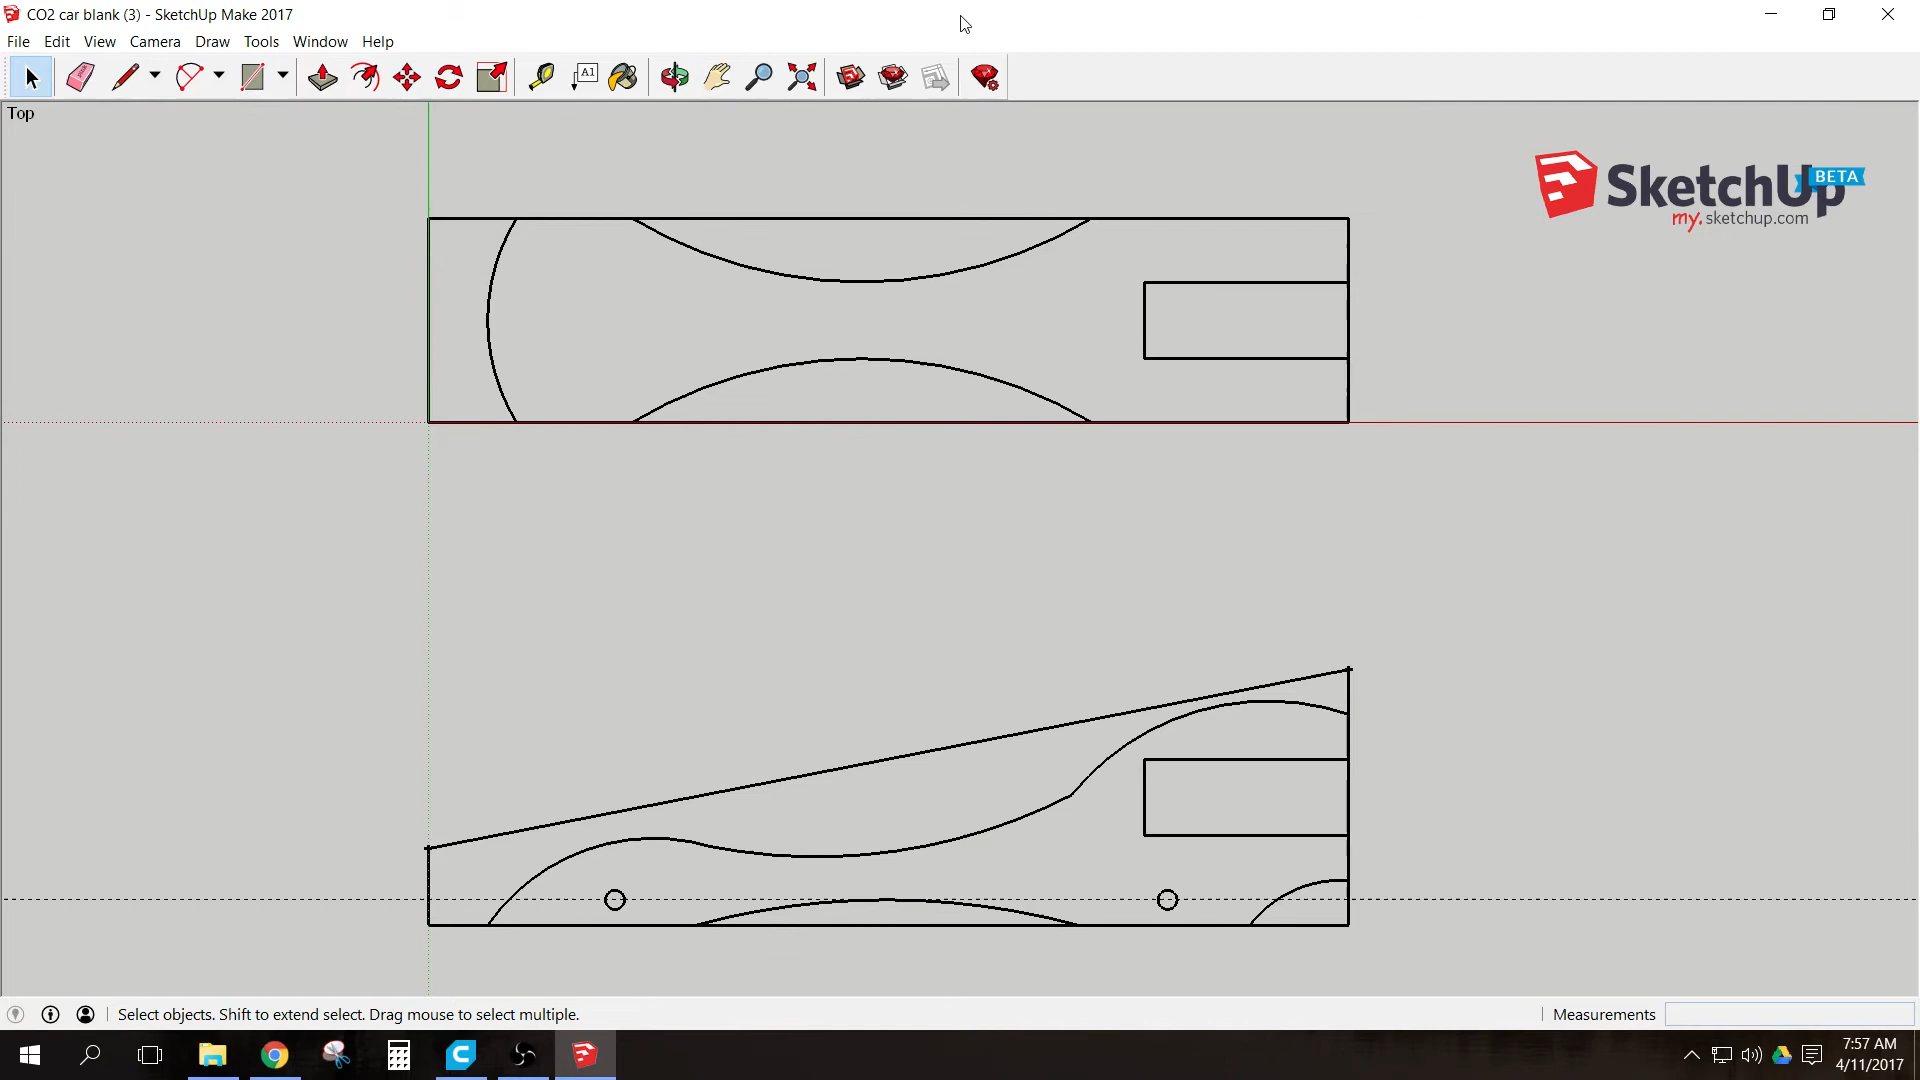 CO2 car blank (3) - SketchUp Make 2017
File Edit View Camera Draw Tools Window Help
A1
Top
SketchUp BETA
my.sketchup.com
Select objects. Shift to extend select. Drag mouse to select multiple.
Measurements
7:57 AM
4/11/2017